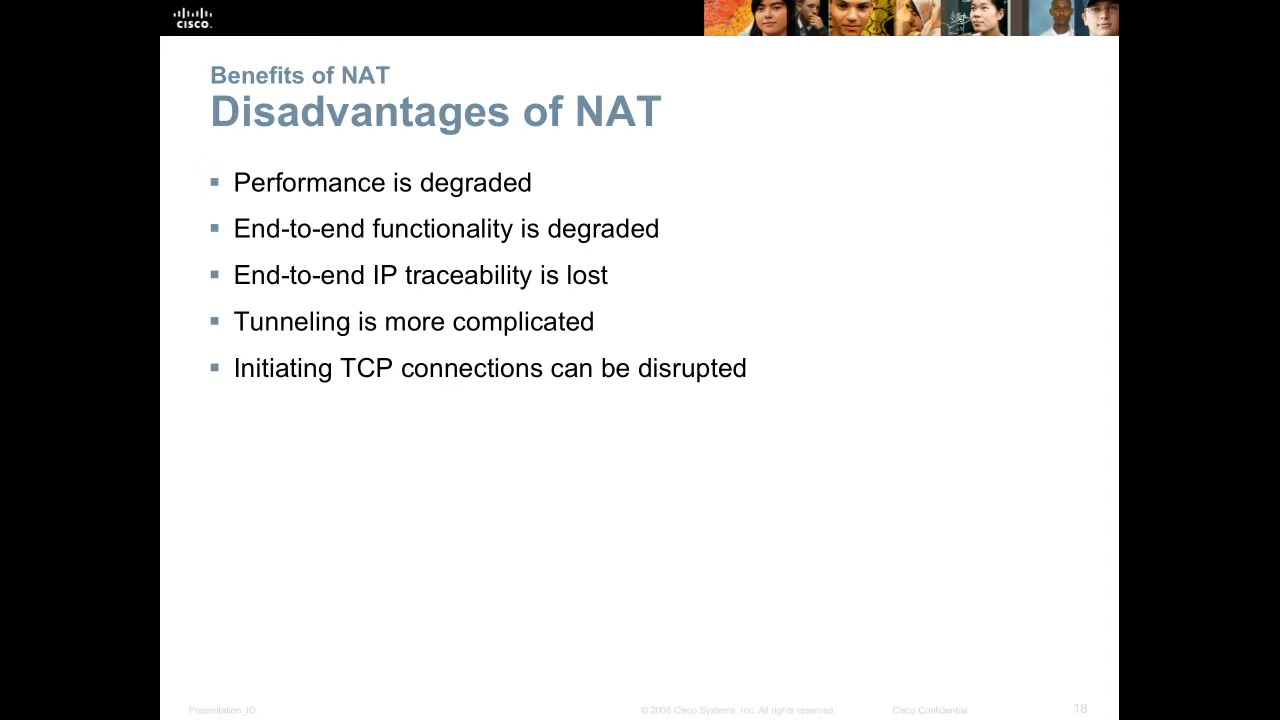 CISCO.
Benefits of NAT
Disadvantages of NAT
▪ Performance is degraded
▪ End-to-end functionality is degraded
▪ End-to-end IP traceability is lost
▪ Tunneling is more complicated
▪ Initiating TCP connections can be disrupted
Presentation_ID © 2008 Cisco Systems, Inc. All rights reserved. Cisco Confidential 18